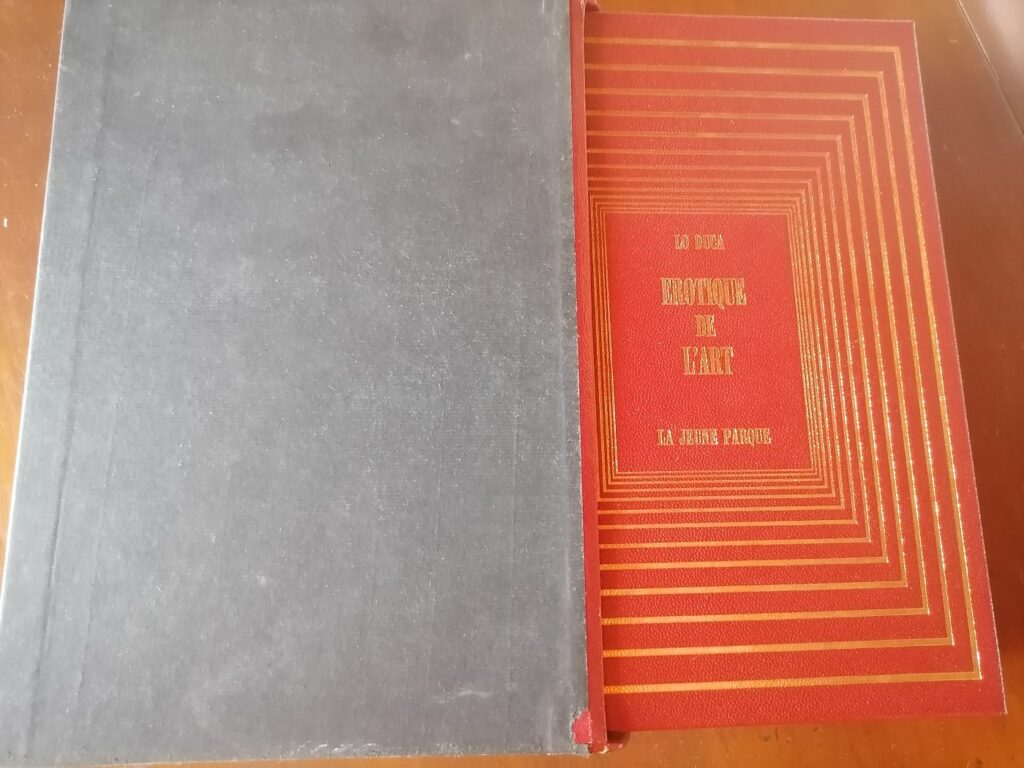 LO DUCA
EROTIQUE
DE
L'ART
LA JEUNE PARQUE